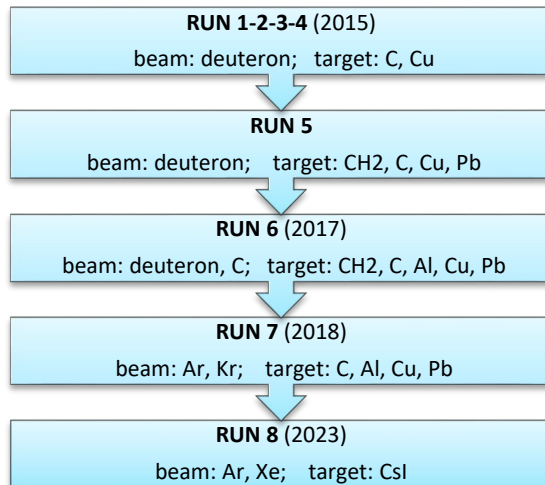 RUN 1-2-3-4 (2015)
beam: deuteron; target: C, Cu
RUN 5
beam: deuteron; target: CH2, C, Cu, Pb
RUN 6 (2017)
beam: deuteron, C; target: CH2, C, Al, Cu, Pb
RUN 7 (2018)
beam: Ar, Kr; target: C, Al, Cu, Pb
RUN 8 (2023)
beam: Ar, Xe; target: CsI